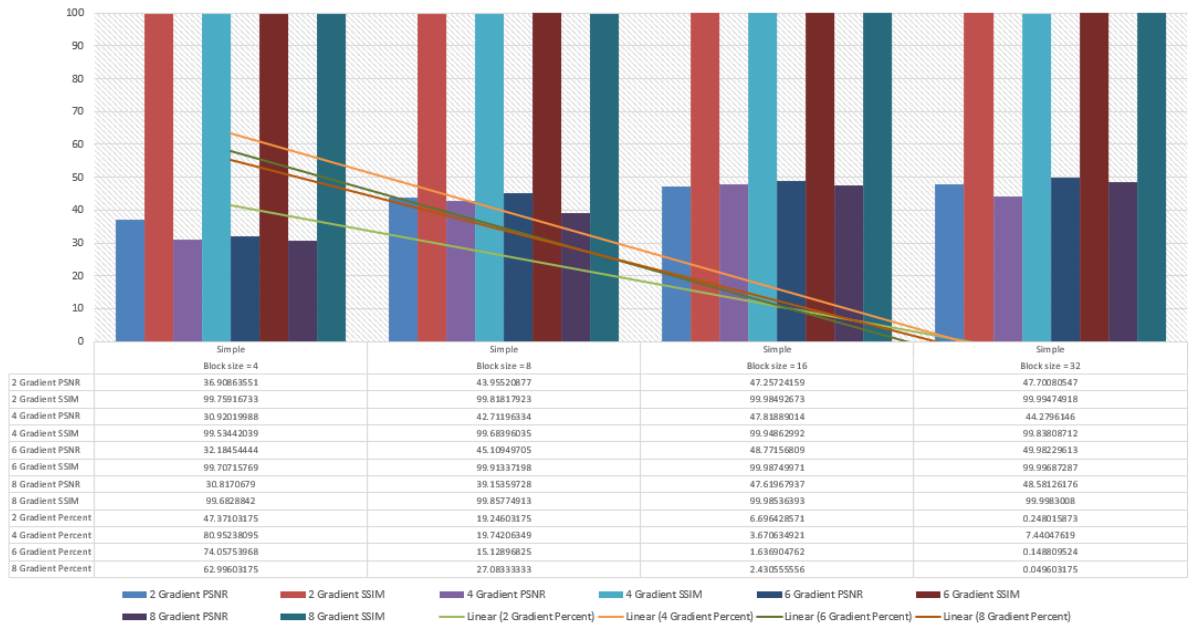 100
90
80
70
60
50
40
30
20
10
0
Simple Simple Simple Simple
Block size = 4 Block size = 8 Block size = 16 Block size = 32
2 Gradient PSNR 36.90863551 43.95520877 47.25724159 47.70080547
2 Gradient SSIM 99.75916733 99.81817923 99.98492673 99.99474918
4 Gradient PSNR 30.92019988 42.71196334 47.81889014 44.2796146
4 Gradient SSIM 99.53442039 99.68396035 99.94862992 99.83808712
6 Gradient PSNR 32.18454444 45.10949705 48.77156809 49.98229613
6 Gradient SSIM 99.70715769 99.91337198 99.98749971 99.99687287
8 Gradient PSNR 30.8170679 39.15359728 47.61967937 48.58126176
8 Gradient SSIM 99.6828842 99.85774913 99.98536393 99.9983008
2 Gradient Percent 47.37103175 19.24603175 6.696428571 0.248015873
4 Gradient Percent 80.95238095 19.74206349 3.670634921 7.44047619
6 Gradient Percent 74.05753968 15.12896825 1.636904762 0.148809524
8 Gradient Percent 62.99603175 27.08333333 2.430555556 0.049603175
2 Gradient PSNR 2 Gradient SSIM 4 Gradient PSNR 4 Gradient SSIM 6 Gradient PSNR 6 Gradient SSIM
8 Gradient PSNR 8 Gradient SSIM Linear (2 Gradient Percent) Linear (4 Gradient Percent) Linear (6 Gradient Percent) Linear (8 Gradient Percent)